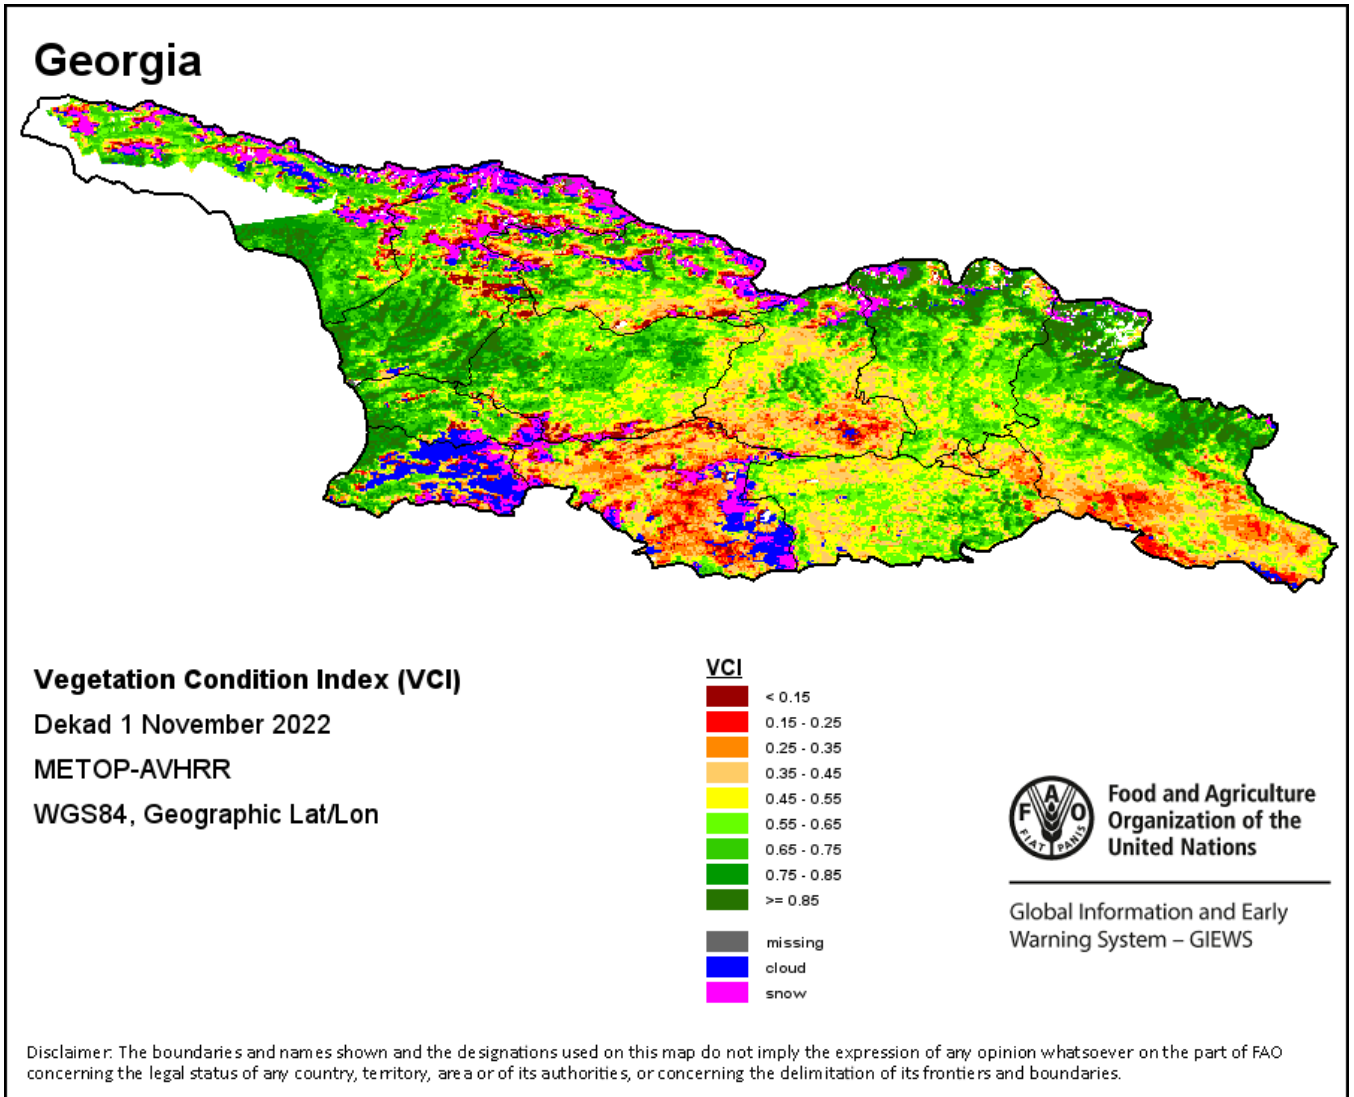 Georgia
Vegetation Condition Index (VCI)
Dekad 1 November 2022
METOP-AVHRR
WGS84, Geographic Lat/Lon
VCI
< 0.15
0.15 - 0.25
0.25 - 0.35
0.35 - 0.45
0.45 - 0.55
0.55 - 0.65
0.65 - 0.75
0.75 - 0.85
>= 0.85
missing
cloud
snow
F A O
FIAT PANIS
Food and Agriculture
Organization of the
United Nations
Global Information and Early
Warning System – GIEWS
Disclaimer: The boundaries and names shown and the designations used on this map do not imply the expression of any opinion whatsoever on the part of FAO
concerning the legal status of any country, territory, area or of its authorities, or concerning the delimitation of its frontiers and boundaries.